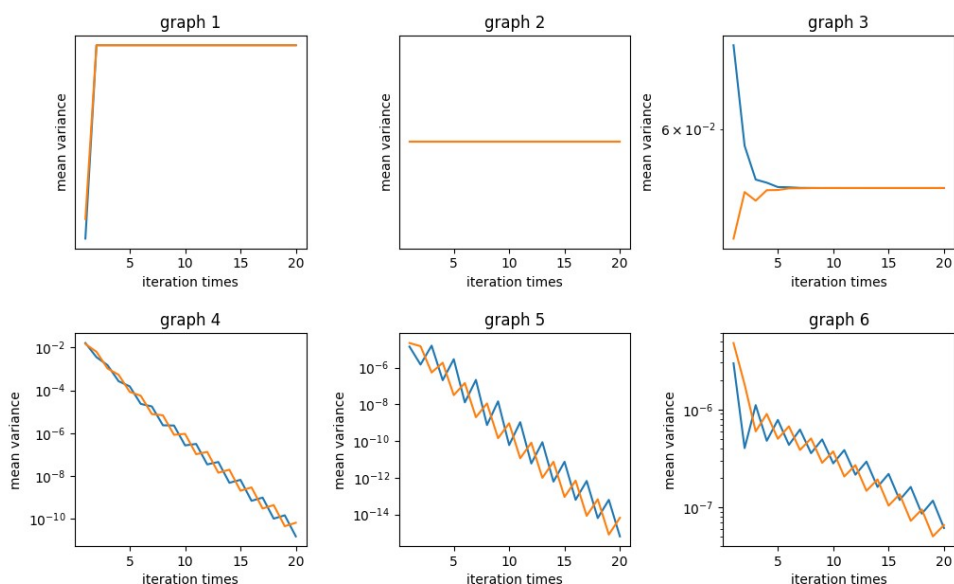 graph 1
mean variance
5 10 15 20
iteration times
graph 2
mean variance
5 10 15 20
iteration times
graph 3
mean variance
6 × 10⁻²
5 10 15 20
iteration times
graph 4
mean variance
10⁻²
10⁻⁴
10⁻⁶
10⁻⁸
10⁻¹⁰
5 10 15 20
iteration times
graph 5
mean variance
10⁻⁶
10⁻⁸
10⁻¹⁰
10⁻¹²
10⁻¹⁴
5 10 15 20
iteration times
graph 6
mean variance
10⁻⁶
10⁻⁷
5 10 15 20
iteration times